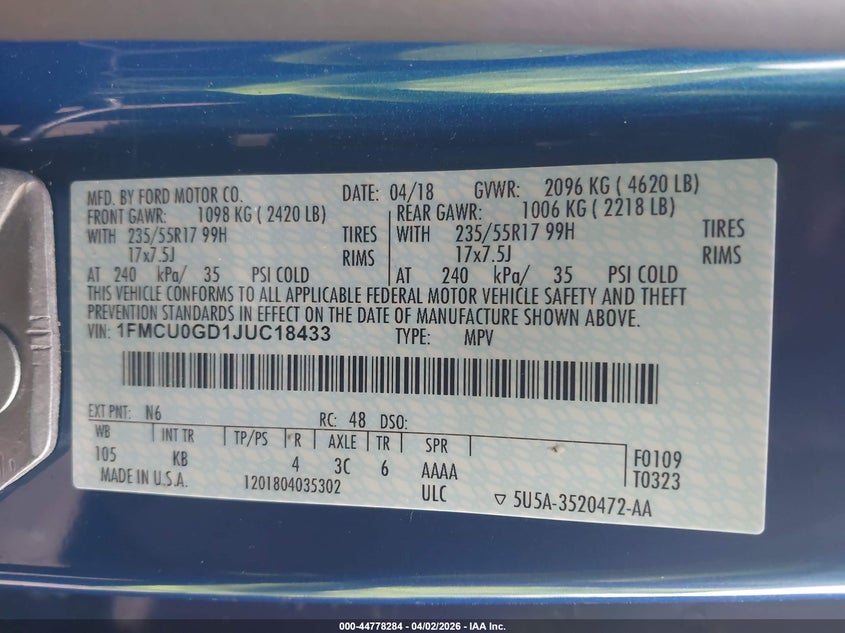 MFD. BY FORD MOTOR CO. DATE: 04/18 GVWR: 2096 KG ( 4620 LB)
FRONT GAWR: 1098 KG ( 2420 LB) REAR GAWR: 1006 KG ( 2218 LB)
WITH 235/55R17 99H TIRES WITH 235/55R17 99H TIRES
17x7.5J RIMS 17x7.5J RIMS
AT 240 kPa/ 35 PSI COLD AT 240 kPa/ 35 PSI COLD
THIS VEHICLE CONFORMS TO ALL APPLICABLE FEDERAL MOTOR VEHICLE SAFETY AND THEFT
PREVENTION STANDARDS IN EFFECT ON THE DATE OF MANUFACTURE SHOWN ABOVE.
VIN: 1FMCU0GD1JUC18433 TYPE: MPV
EXT PNT: N6 RC: 48 DSO:
WB INT TR TP/PS R AXLE TR SPR
105 KB 4 3C 6 AAAA F0109
MADE IN U.S.A. 1201804035302 ULC T0323
▽ 5U5A-3520472-AA
000-44778284 - 04/02/2026 - IAA Inc.